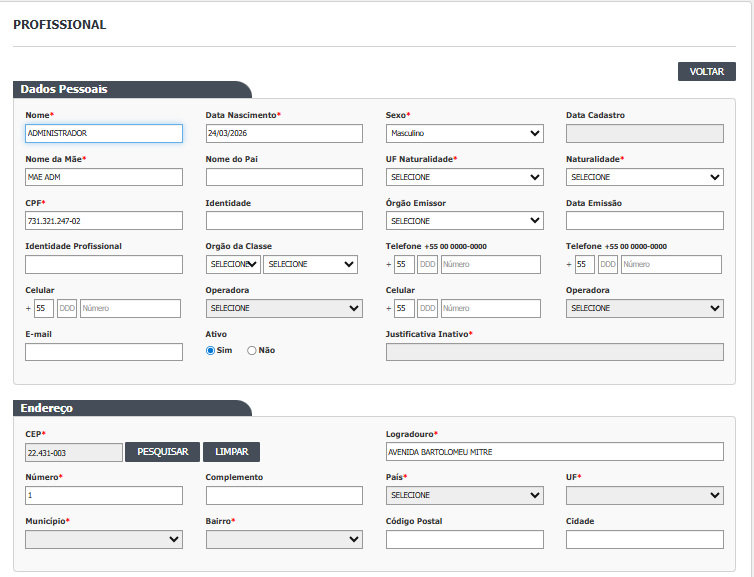 PROFISSIONAL
VOLTAR
Dados Pessoais
Nome* Data Nascimento* Sexo* Data Cadastro
ADMINISTRADOR 24/03/2026 Masculino
Nome da Mãe* Nome do Pai UF Naturalidade* Naturalidade*
MAE ADM SELECIONE SELECIONE
CPF* Identidade Órgão Emissor Data Emissão
731.321.247-02 SELECIONE
Identidade Profissional Orgão da Classe Telefone +55 00 0000-0000 Telefone +55 00 0000-0000
SELECIONE SELECIONE + 55 DDD Número + 55 DDD Número
Celular Operadora Celular Operadora
+ 55 DDD Número SELECIONE + 55 DDD Número SELECIONE
E-mail Ativo Justificativa Inativo*
Sim Não
Endereço
CEP* Logradouro*
22.431-003 PESQUISAR LIMPAR AVENIDA BARTOLOMEU MITRE
Número* Complemento País* UF*
1 SELECIONE
Município* Bairro* Código Postal Cidade